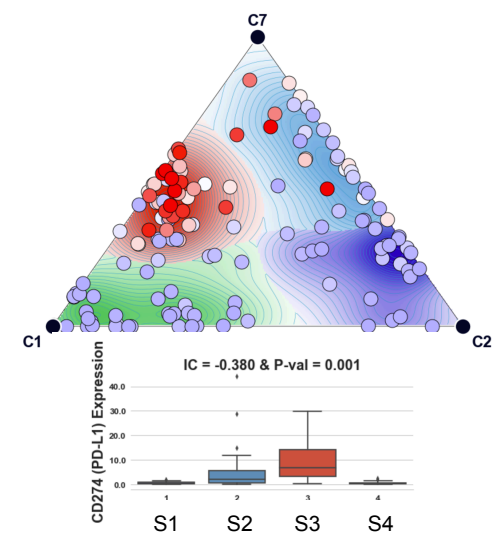 C7
C1
C2
IC = -0.380 & P-val = 0.001
CD274 (PD-L1) Expression
40.0
30.0
20.0
10.0
0.0
1 2 3 4
S1 S2 S3 S4